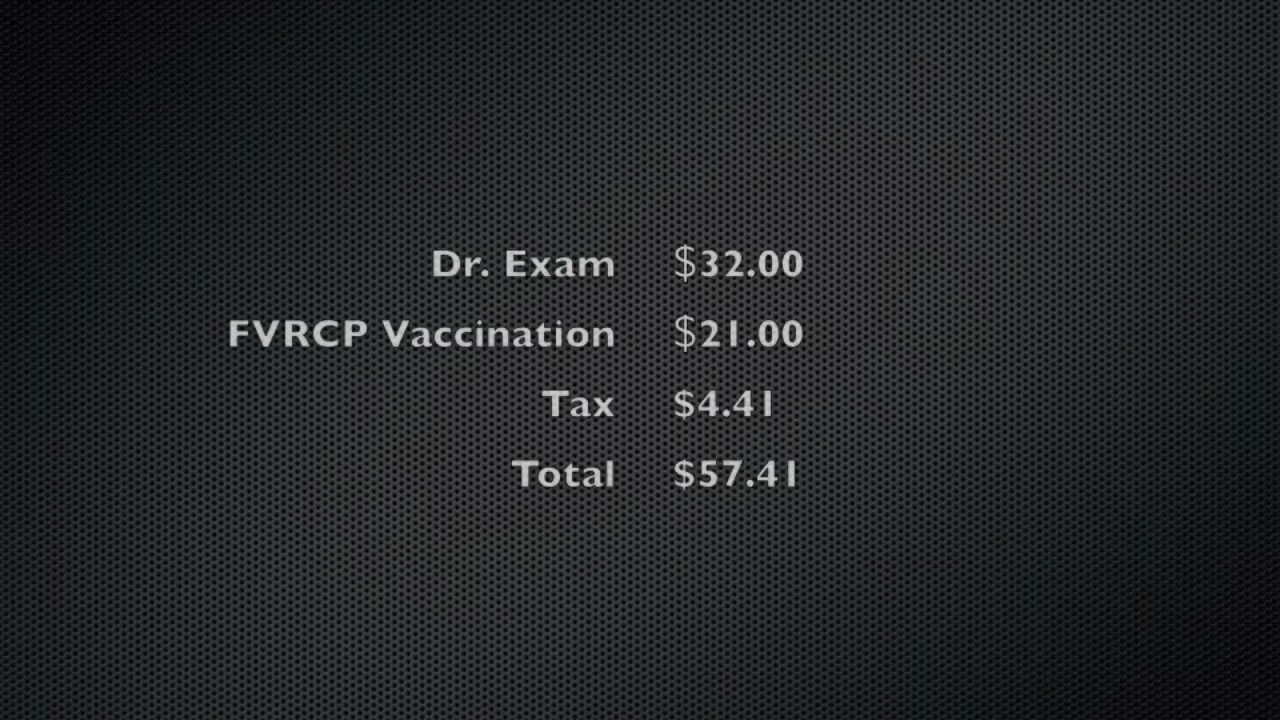 Dr. Exam $32.00
FVRCP Vaccination $21.00
Tax $4.41
Total $57.41